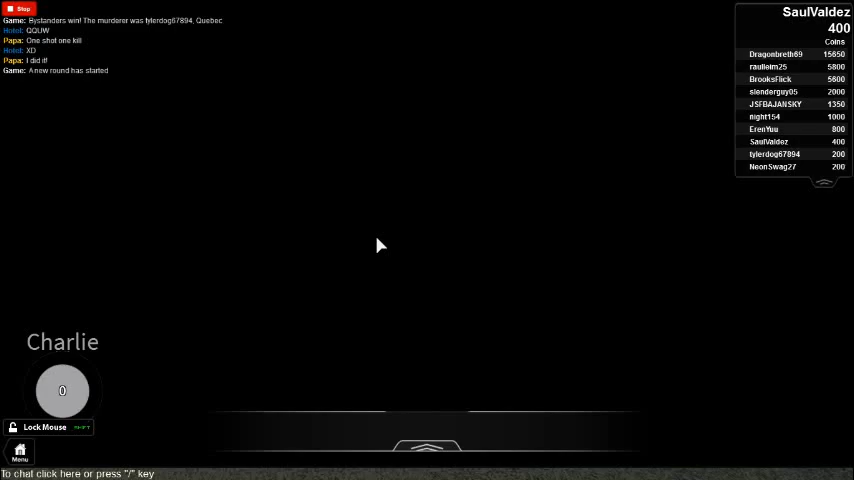 Stop
Game: Bystanders win! The murderer was tylerdog67894, Quebec
Hotel: QQUW
Papa: One shot one kill
Hotel: XD
Papa: I did it!
Game: A new round has started
SaulValdez
400
Coins
Dragonbreth69 15650
raulleim25 5800
BrooksFlick 5600
slenderguy05 2000
JSFBAJANSKY 1350
night154 1000
ErenYuu 800
SaulValdez 400
tylerdog67894 200
NeonSwag27 200
Charlie
0
Lock Mouse SHIFT
Menu
To chat click here or press "/" key